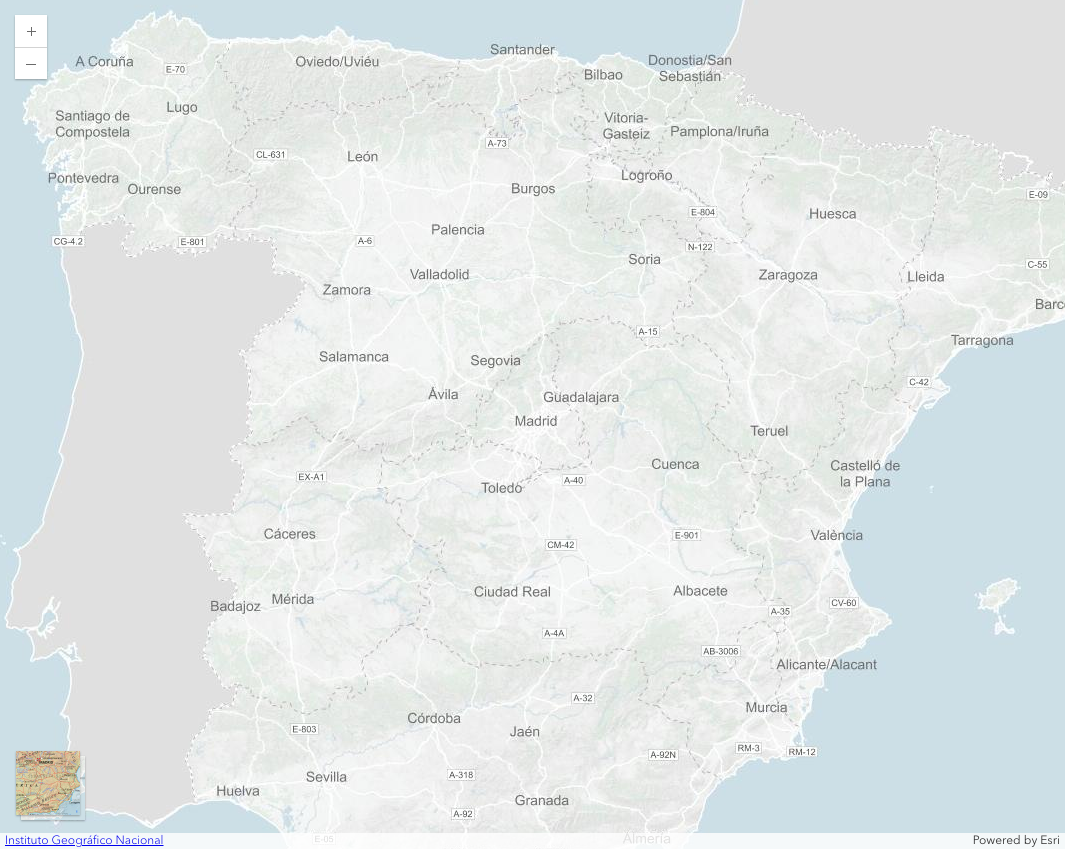 +
−
Santander
A Coruña
E-70
Oviedo/Uviéu
Bilbao
Donostia/San
Sebastián
Lugo
Santiago de
Compostela
Vitoria-
Gasteiz
Pamplona/Iruña
A-73
CL-631
León
Pontevedra
Ourense
Burgos
Logroño
E-09
E-804
Huesca
Palencia
CG-4.2
E-801
A-6
N-122
Soria
C-55
Zamora
Valladolid
Zaragoza
Lleida
Barc
A-15
Tarragona
Salamanca
Segovia
C-42
Ávila
Guadalajara
Madrid
Teruel
Cuenca
Castelló de
la Plana
EX-A1
Toledo
A-40
Cáceres
CM-42
E-901
València
Badajoz
Mérida
Ciudad Real
Albacete
A-35
CV-60
A-4A
AB-3006
Alicante/Alacant
A-32
Murcia
Córdoba
E-803
Jaén
A-92N
RM-3
RM-12
Sevilla
A-318
Huelva
Granada
A-92
E-05
Almería
Instituto Geográfico Nacional
Powered by Esri